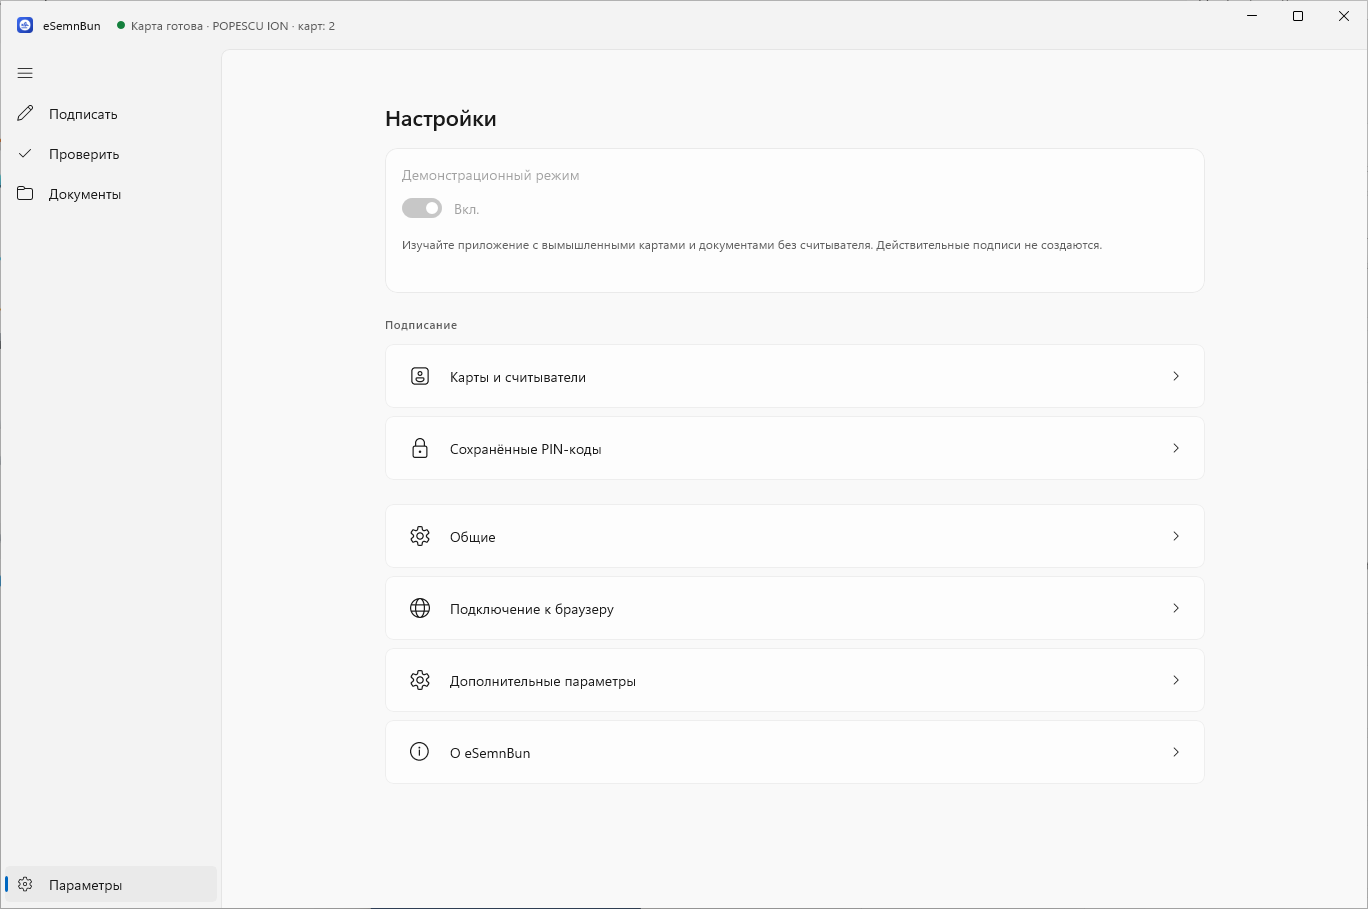 eSemnBun
Карта готова · POPESCU ION · карт: 2
Подписать
Проверить
Документы
Настройки
Демонстрационный режим
Вкл.
Изучайте приложение с вымышленными картами и документами без считывателя. Действительные подписи не создаются.
Подписание
Карты и считыватели
Сохранённые PIN-коды
Общие
Подключение к браузеру
Дополнительные параметры
О eSemnBun
Параметры